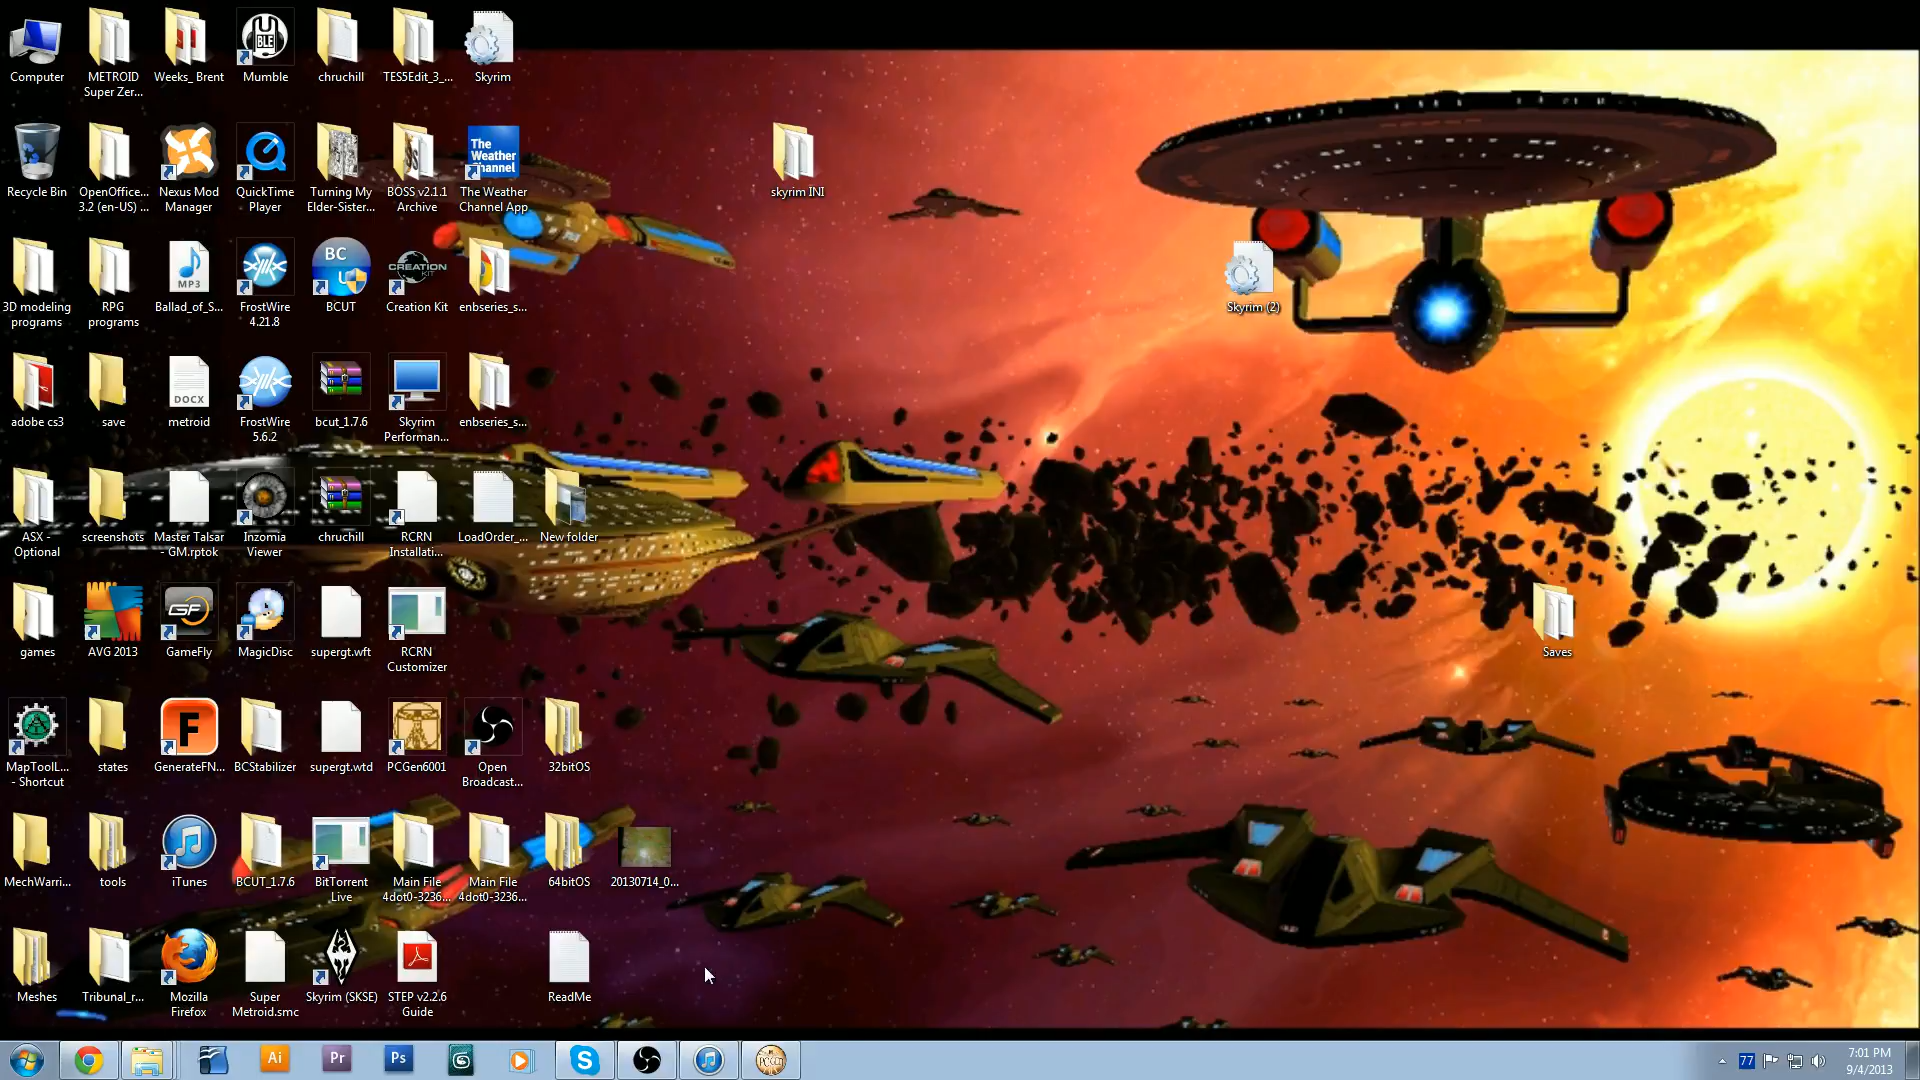 Computer
METROID
Super Zer...
Weeks_ Brent
BLE
Mumble
chruchill
TES5Edit_3_...
Skyrim
Recycle Bin
OpenOffice...
3.2 (en-US) ...
Nexus Mod
Manager
QuickTime
Player
Turning My
Elder-Sister...
BOSS v2.1.1
Archive
The
Weather
Channel
The Weather
Channel App
skyrim INI
3D modeling
programs
RPG
programs
MP3
Ballad_of_S...
FrostWire
4.21.8
BC
BCUT
CREATION
KIT
Creation Kit
enbseries_s...
Skyrim (2)
adobe cs3
save
DOCX
metroid
FrostWire
5.6.2
bcut_1.7.6
Skyrim
Performan...
enbseries_s...
ASX -
Optional
screenshots
Master Talsar
- GM.rptok
Inzomia
Viewer
chruchill
RCRN
Installati...
LoadOrder_...
New folder
games
AVG 2013
GF
GameFly
MagicDisc
supergt.wft
RCRN
Customizer
Saves
MapToolL...
- Shortcut
states
F
GenerateFN...
BCStabilizer
supergt.wtd
PCGen6001
Open
Broadcast...
32bitOS
MechWarri...
tools
iTunes
BCUT_1.7.6
BitTorrent
Live
Main File
4dot0-3236...
Main File
4dot0-3236...
64bitOS
20130714_0...
Meshes
Tribunal_r...
Mozilla
Firefox
Super
Metroid.smc
Skyrim (SKSE)
STEP v2.2.6
Guide
ReadMe
Ai
Pr
Ps
77
7:01 PM
9/4/2013